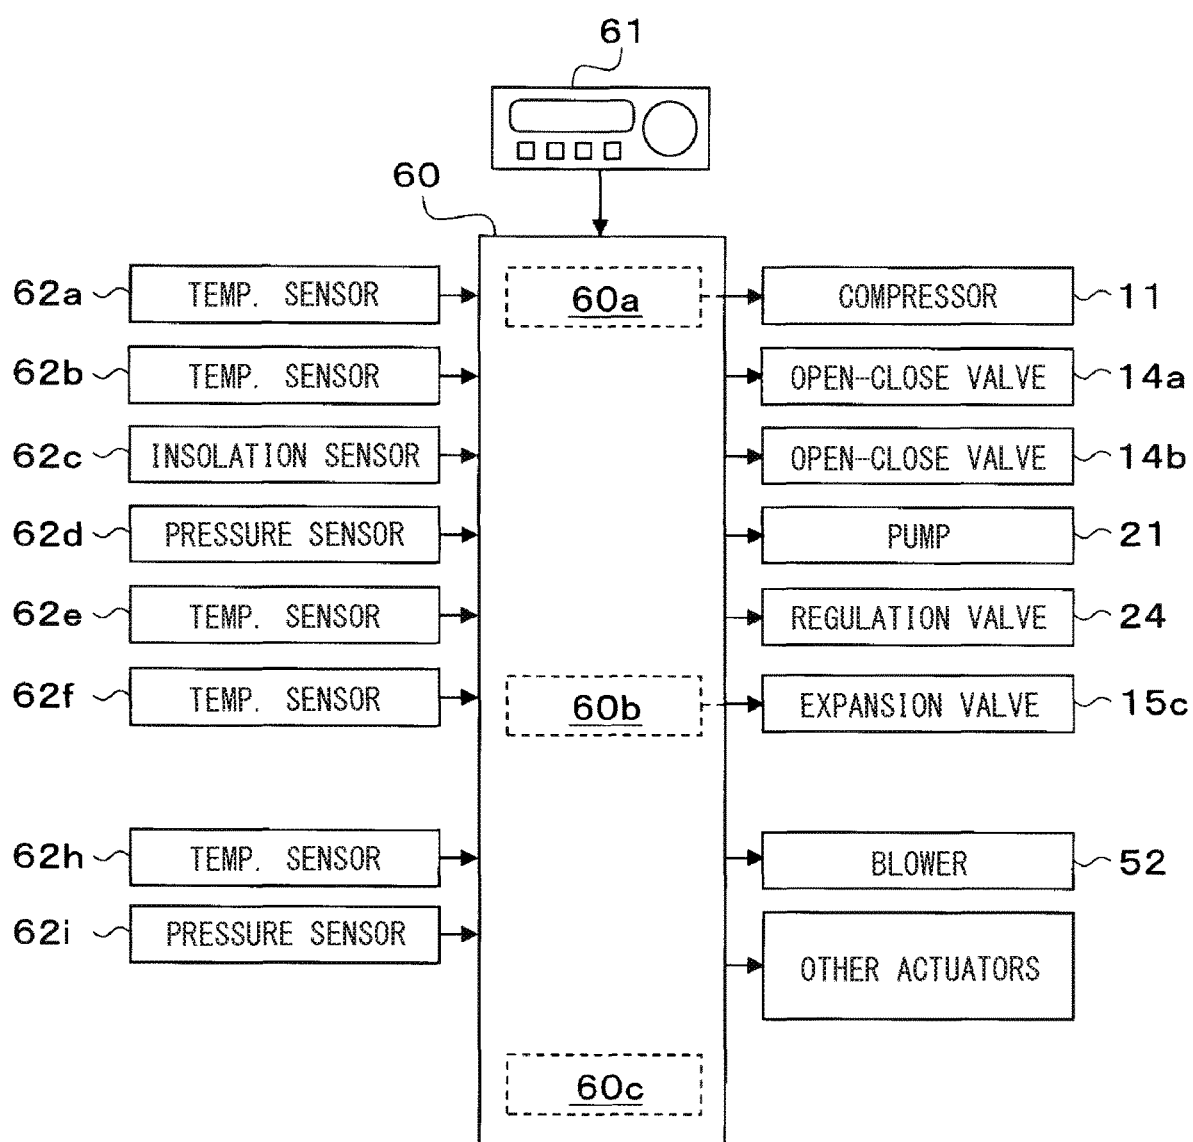 61
60
62a TEMP. SENSOR 60a COMPRESSOR 11
62b TEMP. SENSOR OPEN-CLOSE VALVE 14a
62c INSOLATION SENSOR OPEN-CLOSE VALVE 14b
62d PRESSURE SENSOR PUMP 21
62e TEMP. SENSOR REGULATION VALVE 24
62f TEMP. SENSOR 60b EXPANSION VALVE 15c
62h TEMP. SENSOR BLOWER 52
62i PRESSURE SENSOR OTHER ACTUATORS
60c